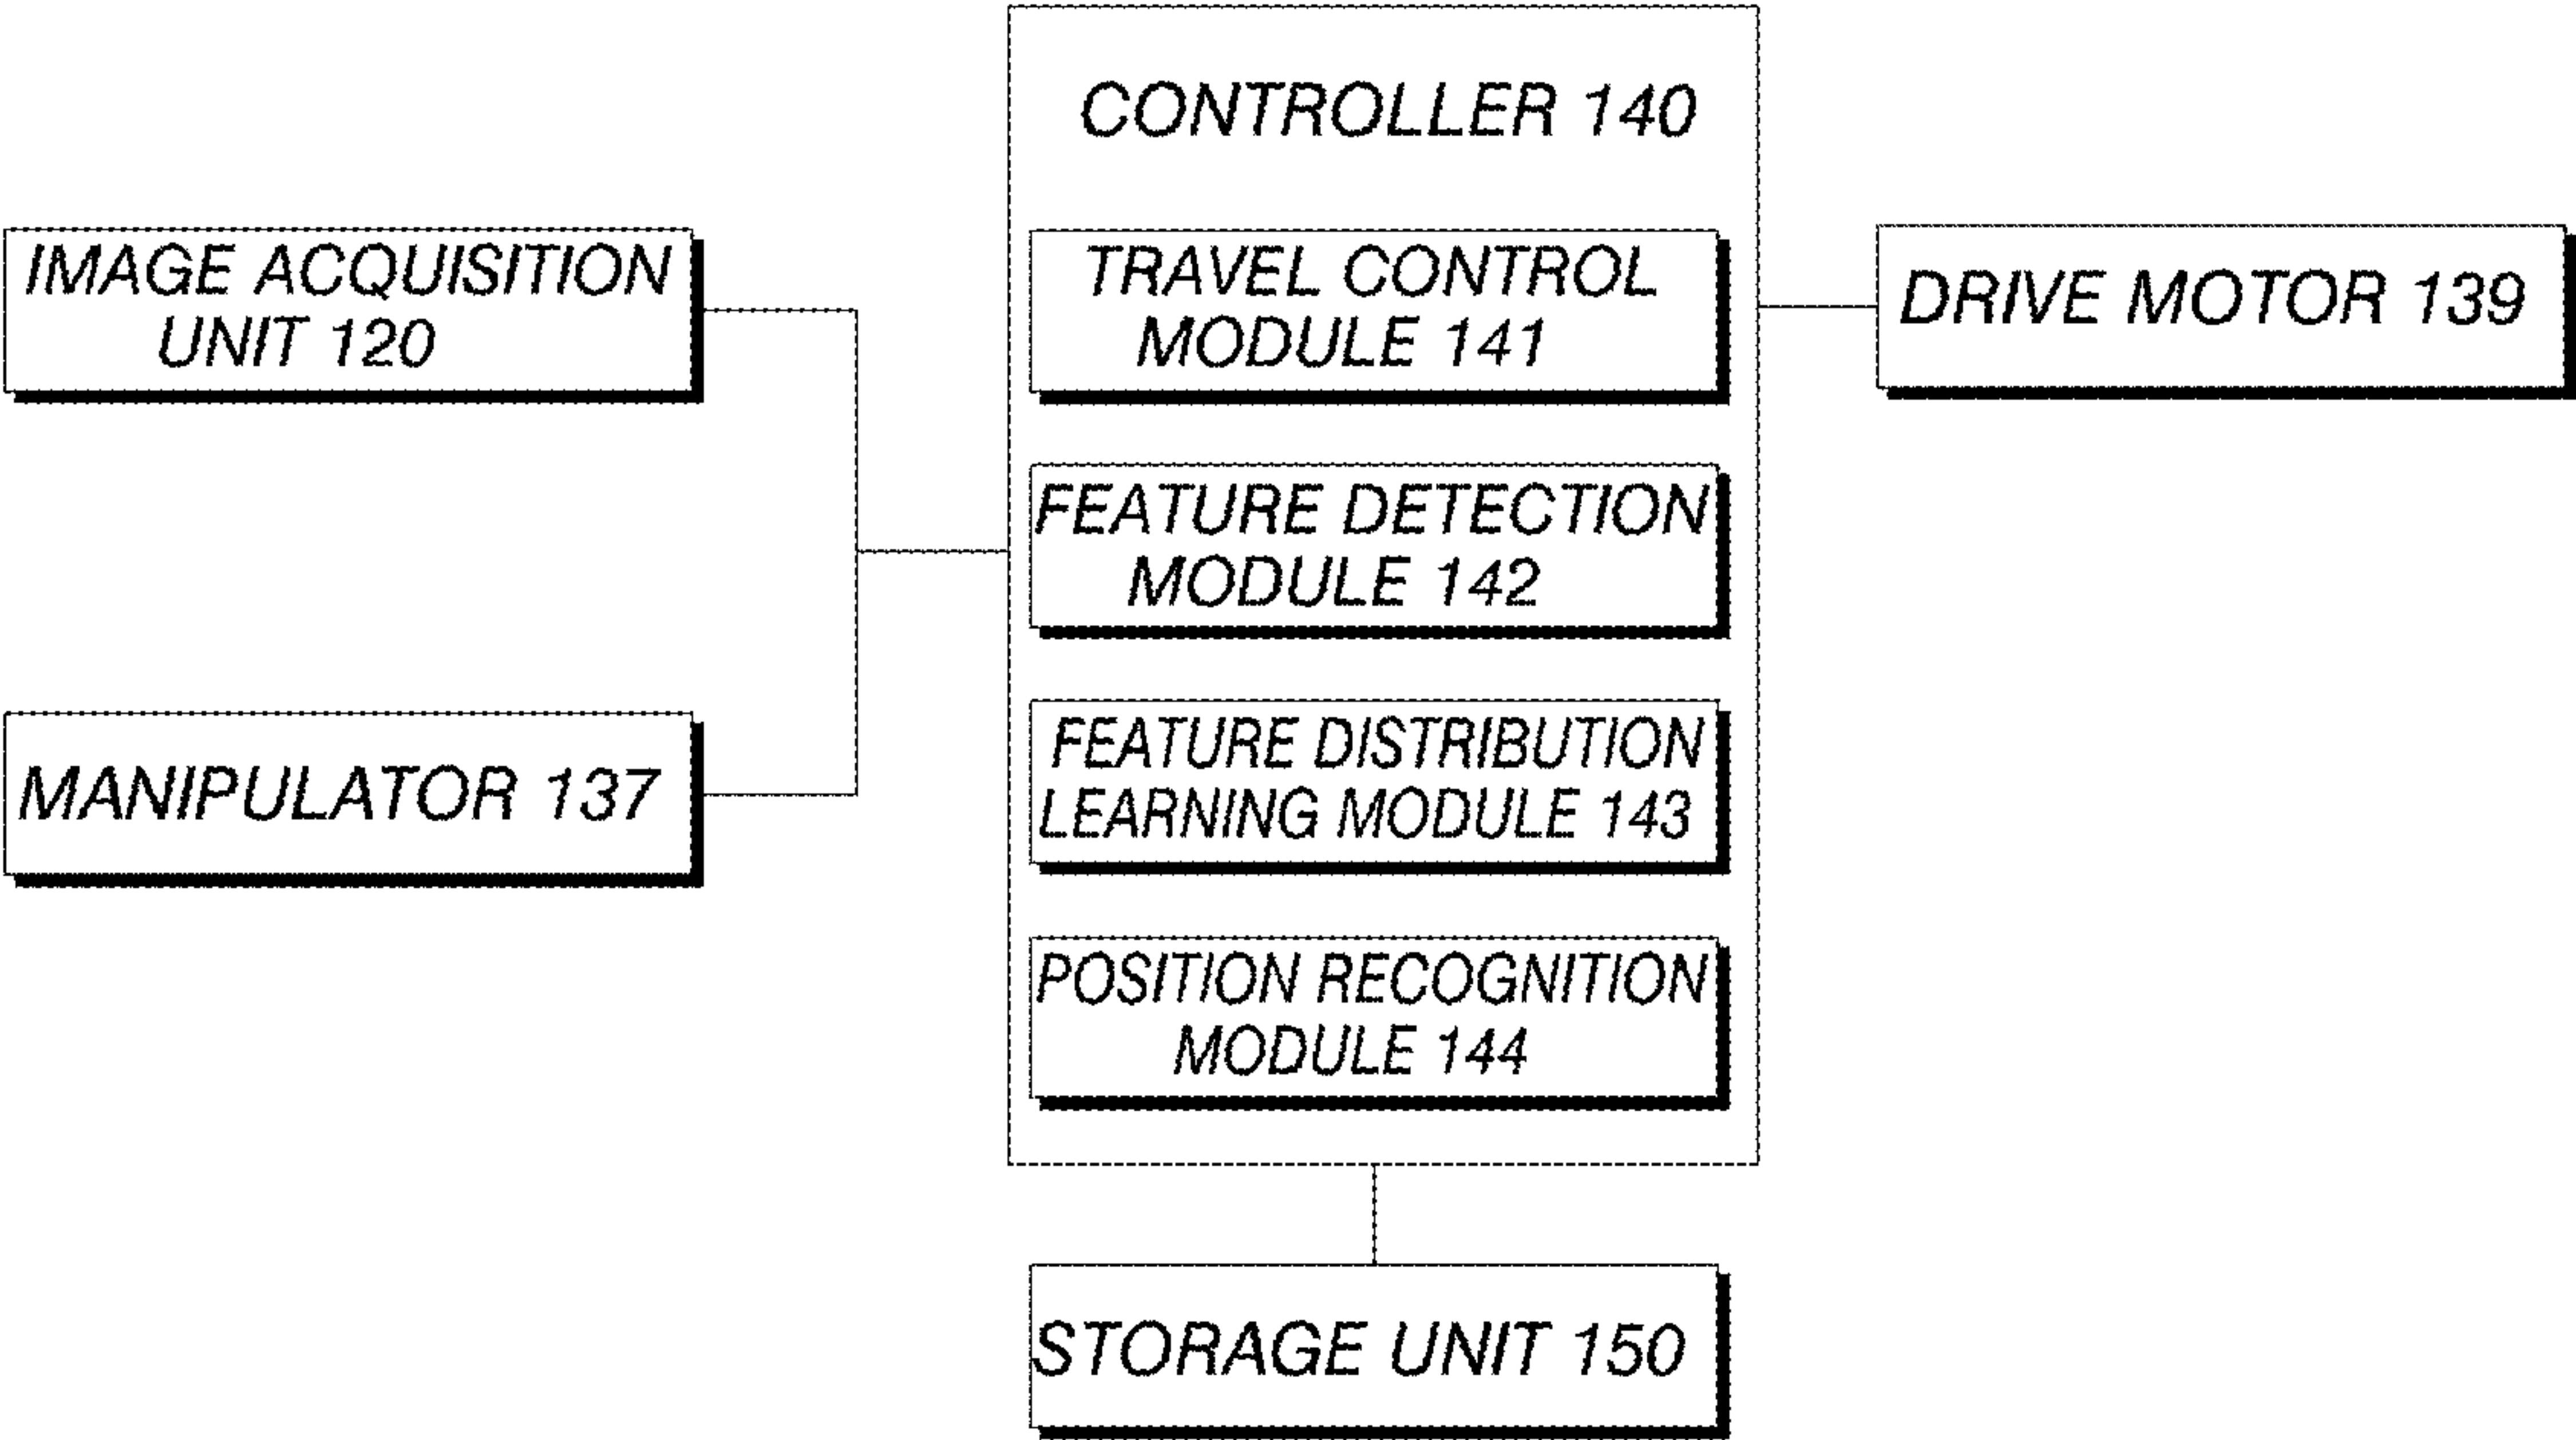 CONTROLLER 140
IMAGE ACQUISITION
UNIT 120
MANIPULATOR 137
TRAVEL CONTROL
MODULE 141
FEATURE DETECTION
MODULE 142
FEATURE DISTRIBUTION
LEARNING MODULE 143
POSITION RECOGNITION
MODULE 144
DRIVE MOTOR 139
STORAGE UNIT 150